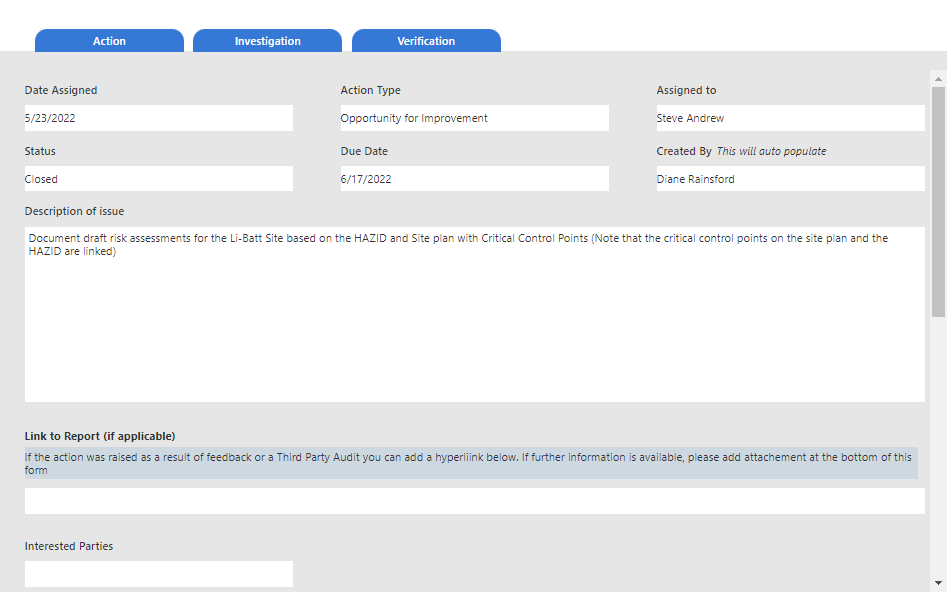 Action Investigation Verification
Date Assigned Action Type Assigned to
5/23/2022 Opportunity for Improvement Steve Andrew
Status Due Date Created By This will auto populate
Closed 6/17/2022 Diane Rainsford
Description of issue
Document draft risk assessments for the Li-Batt Site based on the HAZID and Site plan with Critical Control Points (Note that the critical control points on the site plan and the
HAZID are linked)
Link to Report (if applicable)
If the action was raised as a result of feedback or a Third Party Audit you can add a hyperliink below. If further information is available, please add attachement at the bottom of this
form
Interested Parties